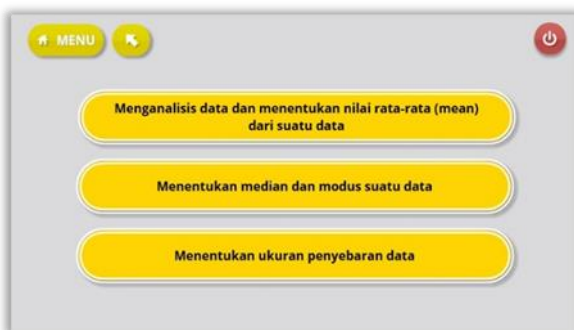 MENU
Menganalisis data dan menentukan nilai rata-rata (mean)
dari suatu data
Menentukan median dan modus suatu data
Menentukan ukuran penyebaran data